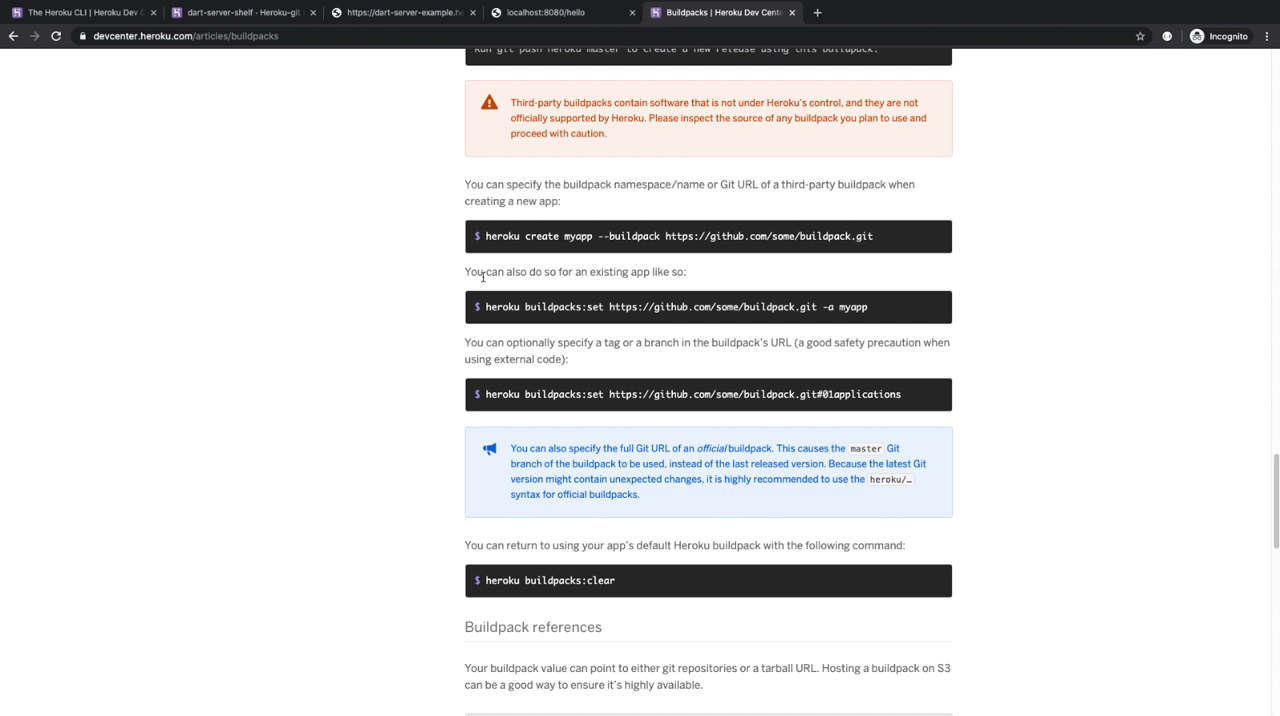 The Heroku CLI | Heroku Dev C
dart-server-shelf · Heroku-git
https://dart-server-example.he
localhost:8080/hello
Buildpacks | Heroku Dev Cente
devcenter.heroku.com/articles/buildpacks
Incognito
Run git push heroku master to create a new release using this buildpack.
Third-party buildpacks contain software that is not under Heroku's control, and they are not
officially supported by Heroku. Please inspect the source of any buildpack you plan to use and
proceed with caution.
You can specify the buildpack namespace/name or Git URL of a third-party buildpack when
creating a new app:
$ heroku create myapp --buildpack https://github.com/some/buildpack.git
You can also do so for an existing app like so:
$ heroku buildpacks:set https://github.com/some/buildpack.git -a myapp
You can optionally specify a tag or a branch in the buildpack's URL (a good safety precaution when
using external code):
$ heroku buildpacks:set https://github.com/some/buildpack.git#01applications
You can also specify the full Git URL of an official buildpack. This causes the master Git
branch of the buildpack to be used, instead of the last released version. Because the latest Git
version might contain unexpected changes, it is highly recommended to use the heroku/…
syntax for official buildpacks.
You can return to using your app's default Heroku buildpack with the following command:
$ heroku buildpacks:clear
Buildpack references
Your buildpack value can point to either git repositories or a tarball URL. Hosting a buildpack on S3
can be a good way to ensure it's highly available.